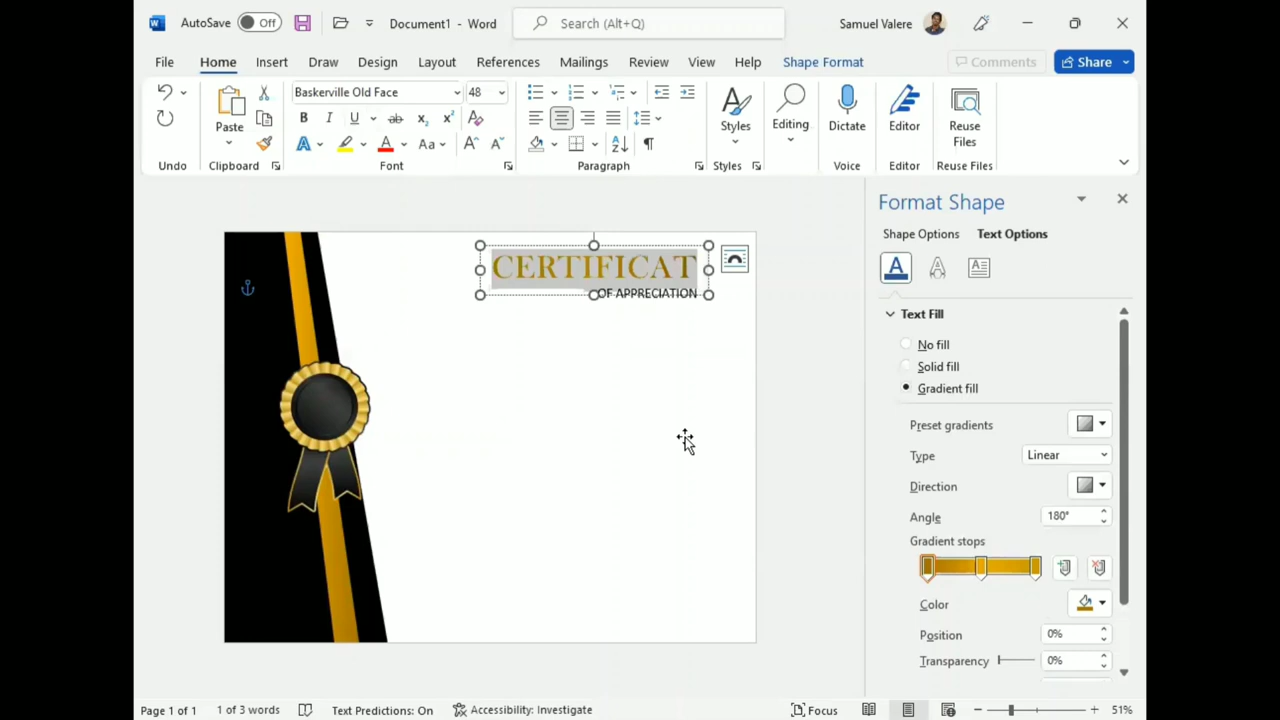 AutoSave Off Document1 - Word Search (Alt+Q) Samuel Valere
File Home Insert Draw Design Layout References Mailings Review View Help Shape Format Comments Share
Baskerville Old Face 48
Paste
B I U ab x₂ x² A
A A Aa A A
Styles
Editing
Dictate
Editor
Reuse
Files
Undo Clipboard Font Paragraph Styles Voice Editor Reuse Files
Format Shape
Shape Options Text Options
CERTIFICAT
OF APPRECIATION
Text Fill
No fill
Solid fill
Gradient fill
Preset gradients
Type Linear
Direction
Angle 180°
Gradient stops
Color
Position 0%
Transparency 0%
Page 1 of 1 1 of 3 words Text Predictions: On Accessibility: Investigate Focus 51%